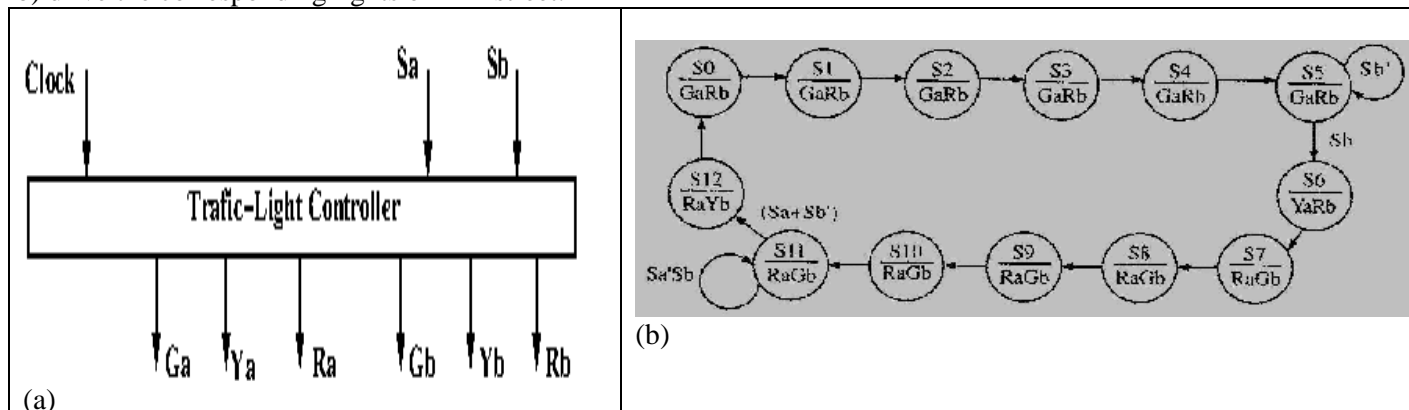 Clock
Sa
Sb
Trafic-Light Controller
Ga
Ya
Ra
Gb
Yb
Rb
(a)
S0
GaRb
S1
GaRb
S2
GaRb
S3
GaRb
S4
GaRb
S5
GaRb
Sb'
Sb
S12
RaYb
S6
YaRb
(Sa+Sb')
S11
RaGb
S10
RaGb
S9
RaGb
S8
RaGb
S7
RaGb
Sa'Sb
(b)